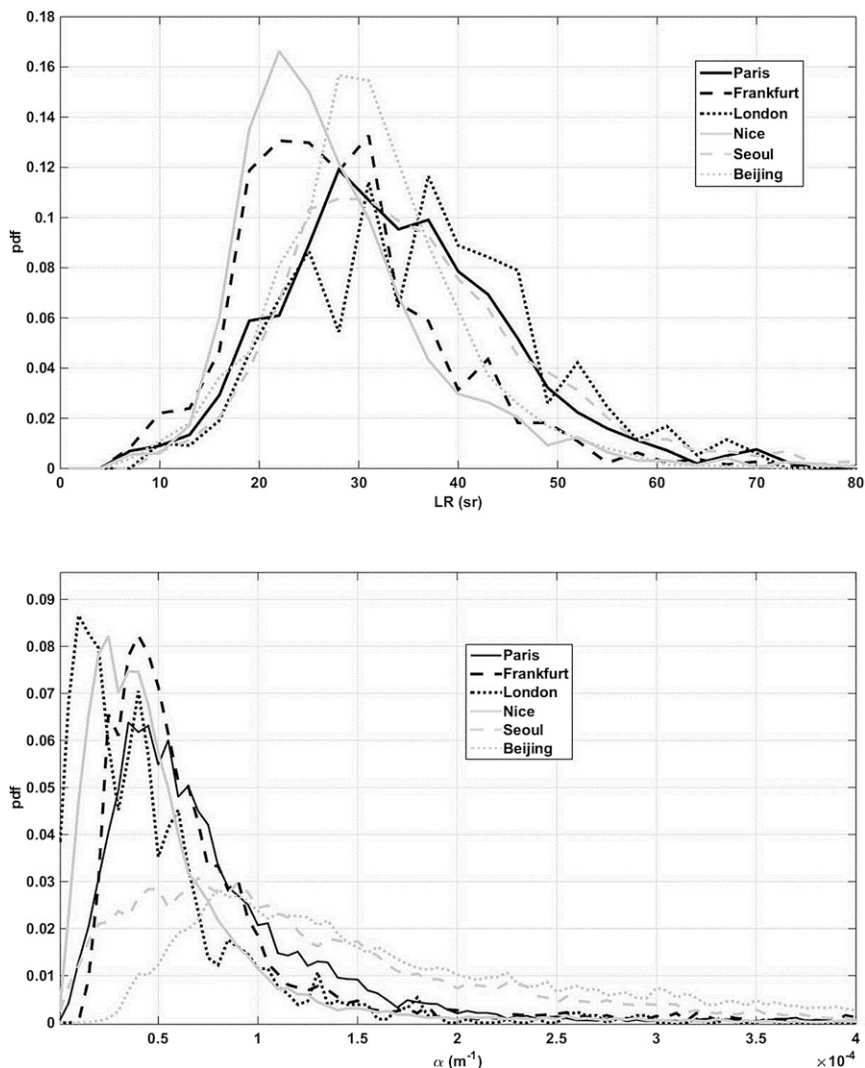 0.18
0.16
0.14
0.12
0.1
0.08
0.06
0.04
0.02
0
pdf
Paris
Frankfurt
London
Nice
Seoul
Beijing
0 10 20 30 40 50 60 70 80
LR (sr)
0.09
0.08
0.07
0.06
0.05
0.04
0.03
0.02
0.01
0
pdf
Paris
Frankfurt
London
Nice
Seoul
Beijing
0.5 1 1.5 2 2.5 3 3.5 4
α (m⁻¹) ×10⁻⁴